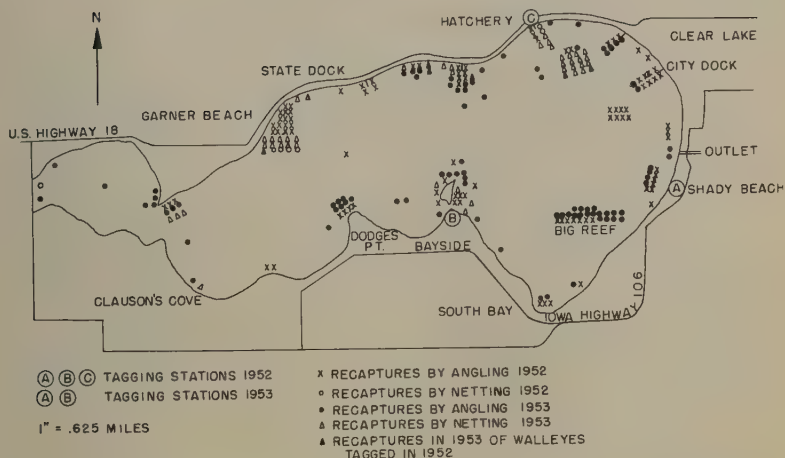 N
HATCHERY
C
CLEAR LAKE
STATE DOCK
CITY DOCK
GARNER BEACH
U.S. HIGHWAY 18
OUTLET
A
SHADY BEACH
B
DODGES PT.
BAYSIDE
BIG REEF
CLAUSON'S COVE
SOUTH BAY
IOWA HIGHWAY 106
A B C TAGGING STATIONS 1952
A B TAGGING STATIONS 1953
1" = .625 MILES
x RECAPTURES BY ANGLING 1952
o RECAPTURES BY NETTING 1952
• RECAPTURES BY ANGLING 1953
△ RECAPTURES BY NETTING 1953
▲ RECAPTURES IN 1953 OF WALLEYES
TAGGED IN 1952